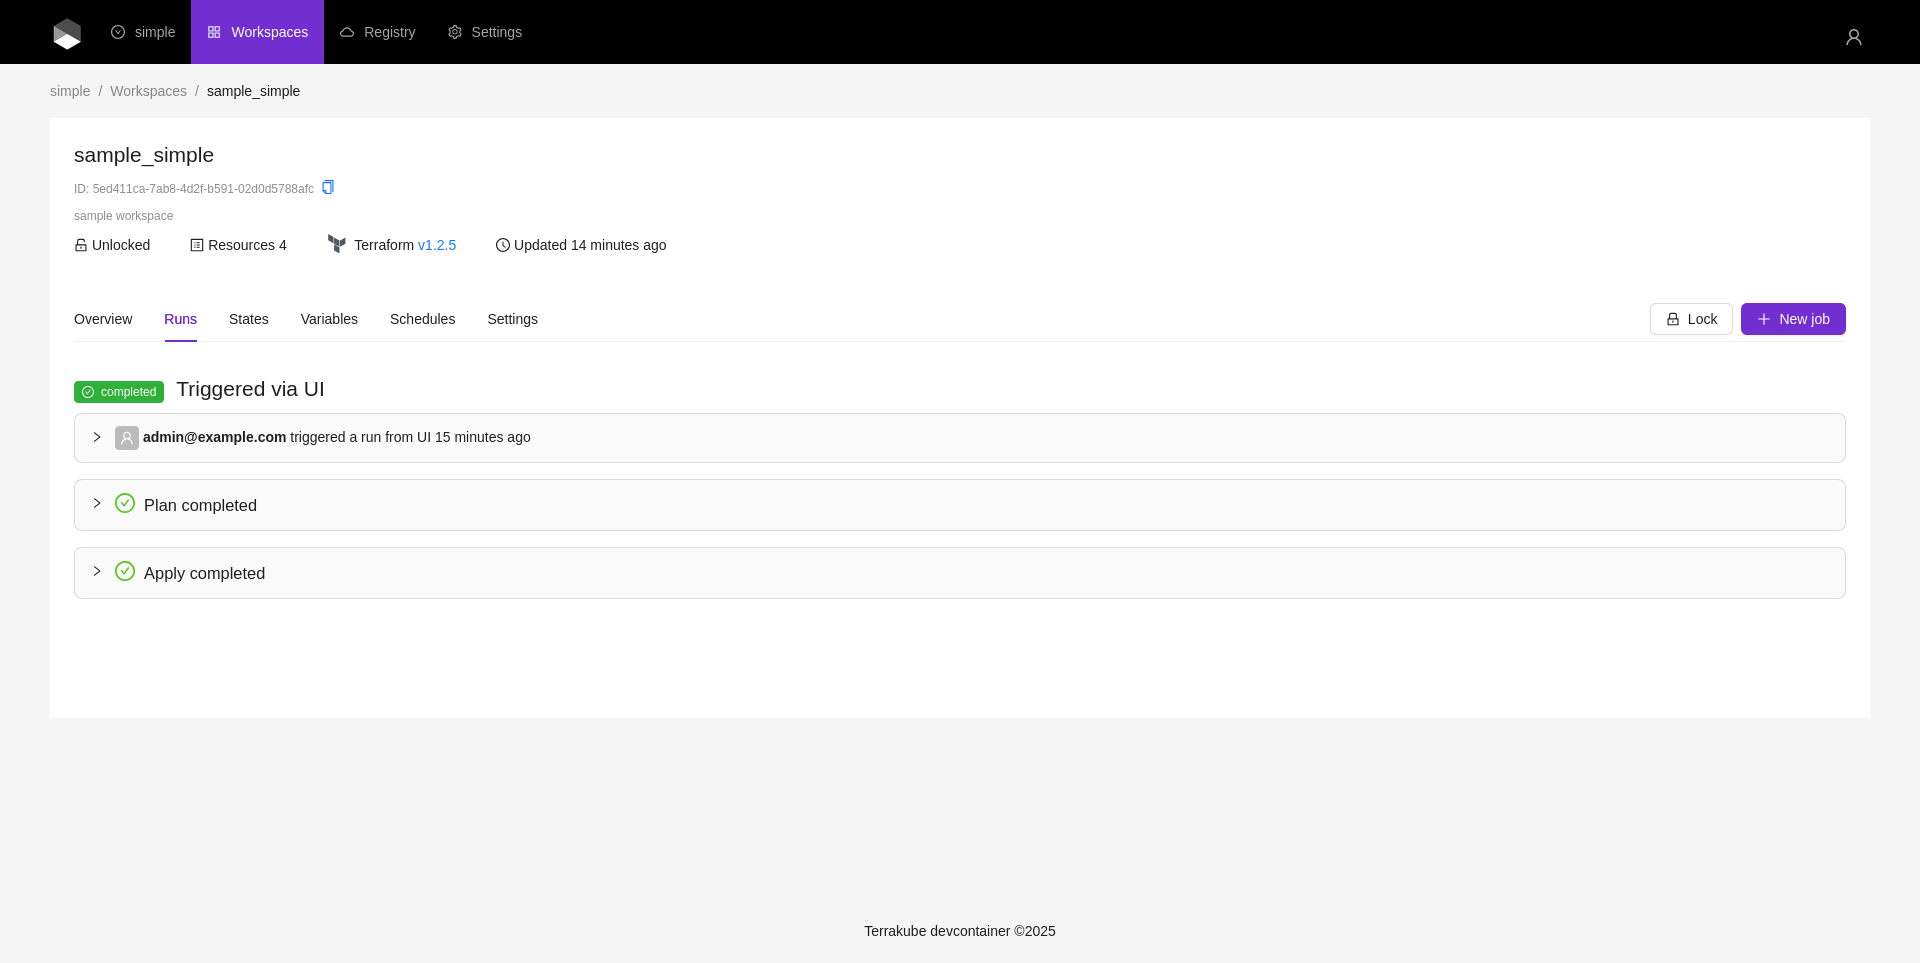 simple Workspaces Registry Settings
simple / Workspaces / sample_simple
sample_simple
ID: 5ed411ca-7ab8-4d2f-b591-02d0d5788afc
sample workspace
Unlocked Resources 4 Terraform v1.2.5 Updated 14 minutes ago
Overview Runs States Variables Schedules Settings Lock New job
completed Triggered via UI
admin@example.com triggered a run from UI 15 minutes ago
Plan completed
Apply completed
Terrakube devcontainer ©2025